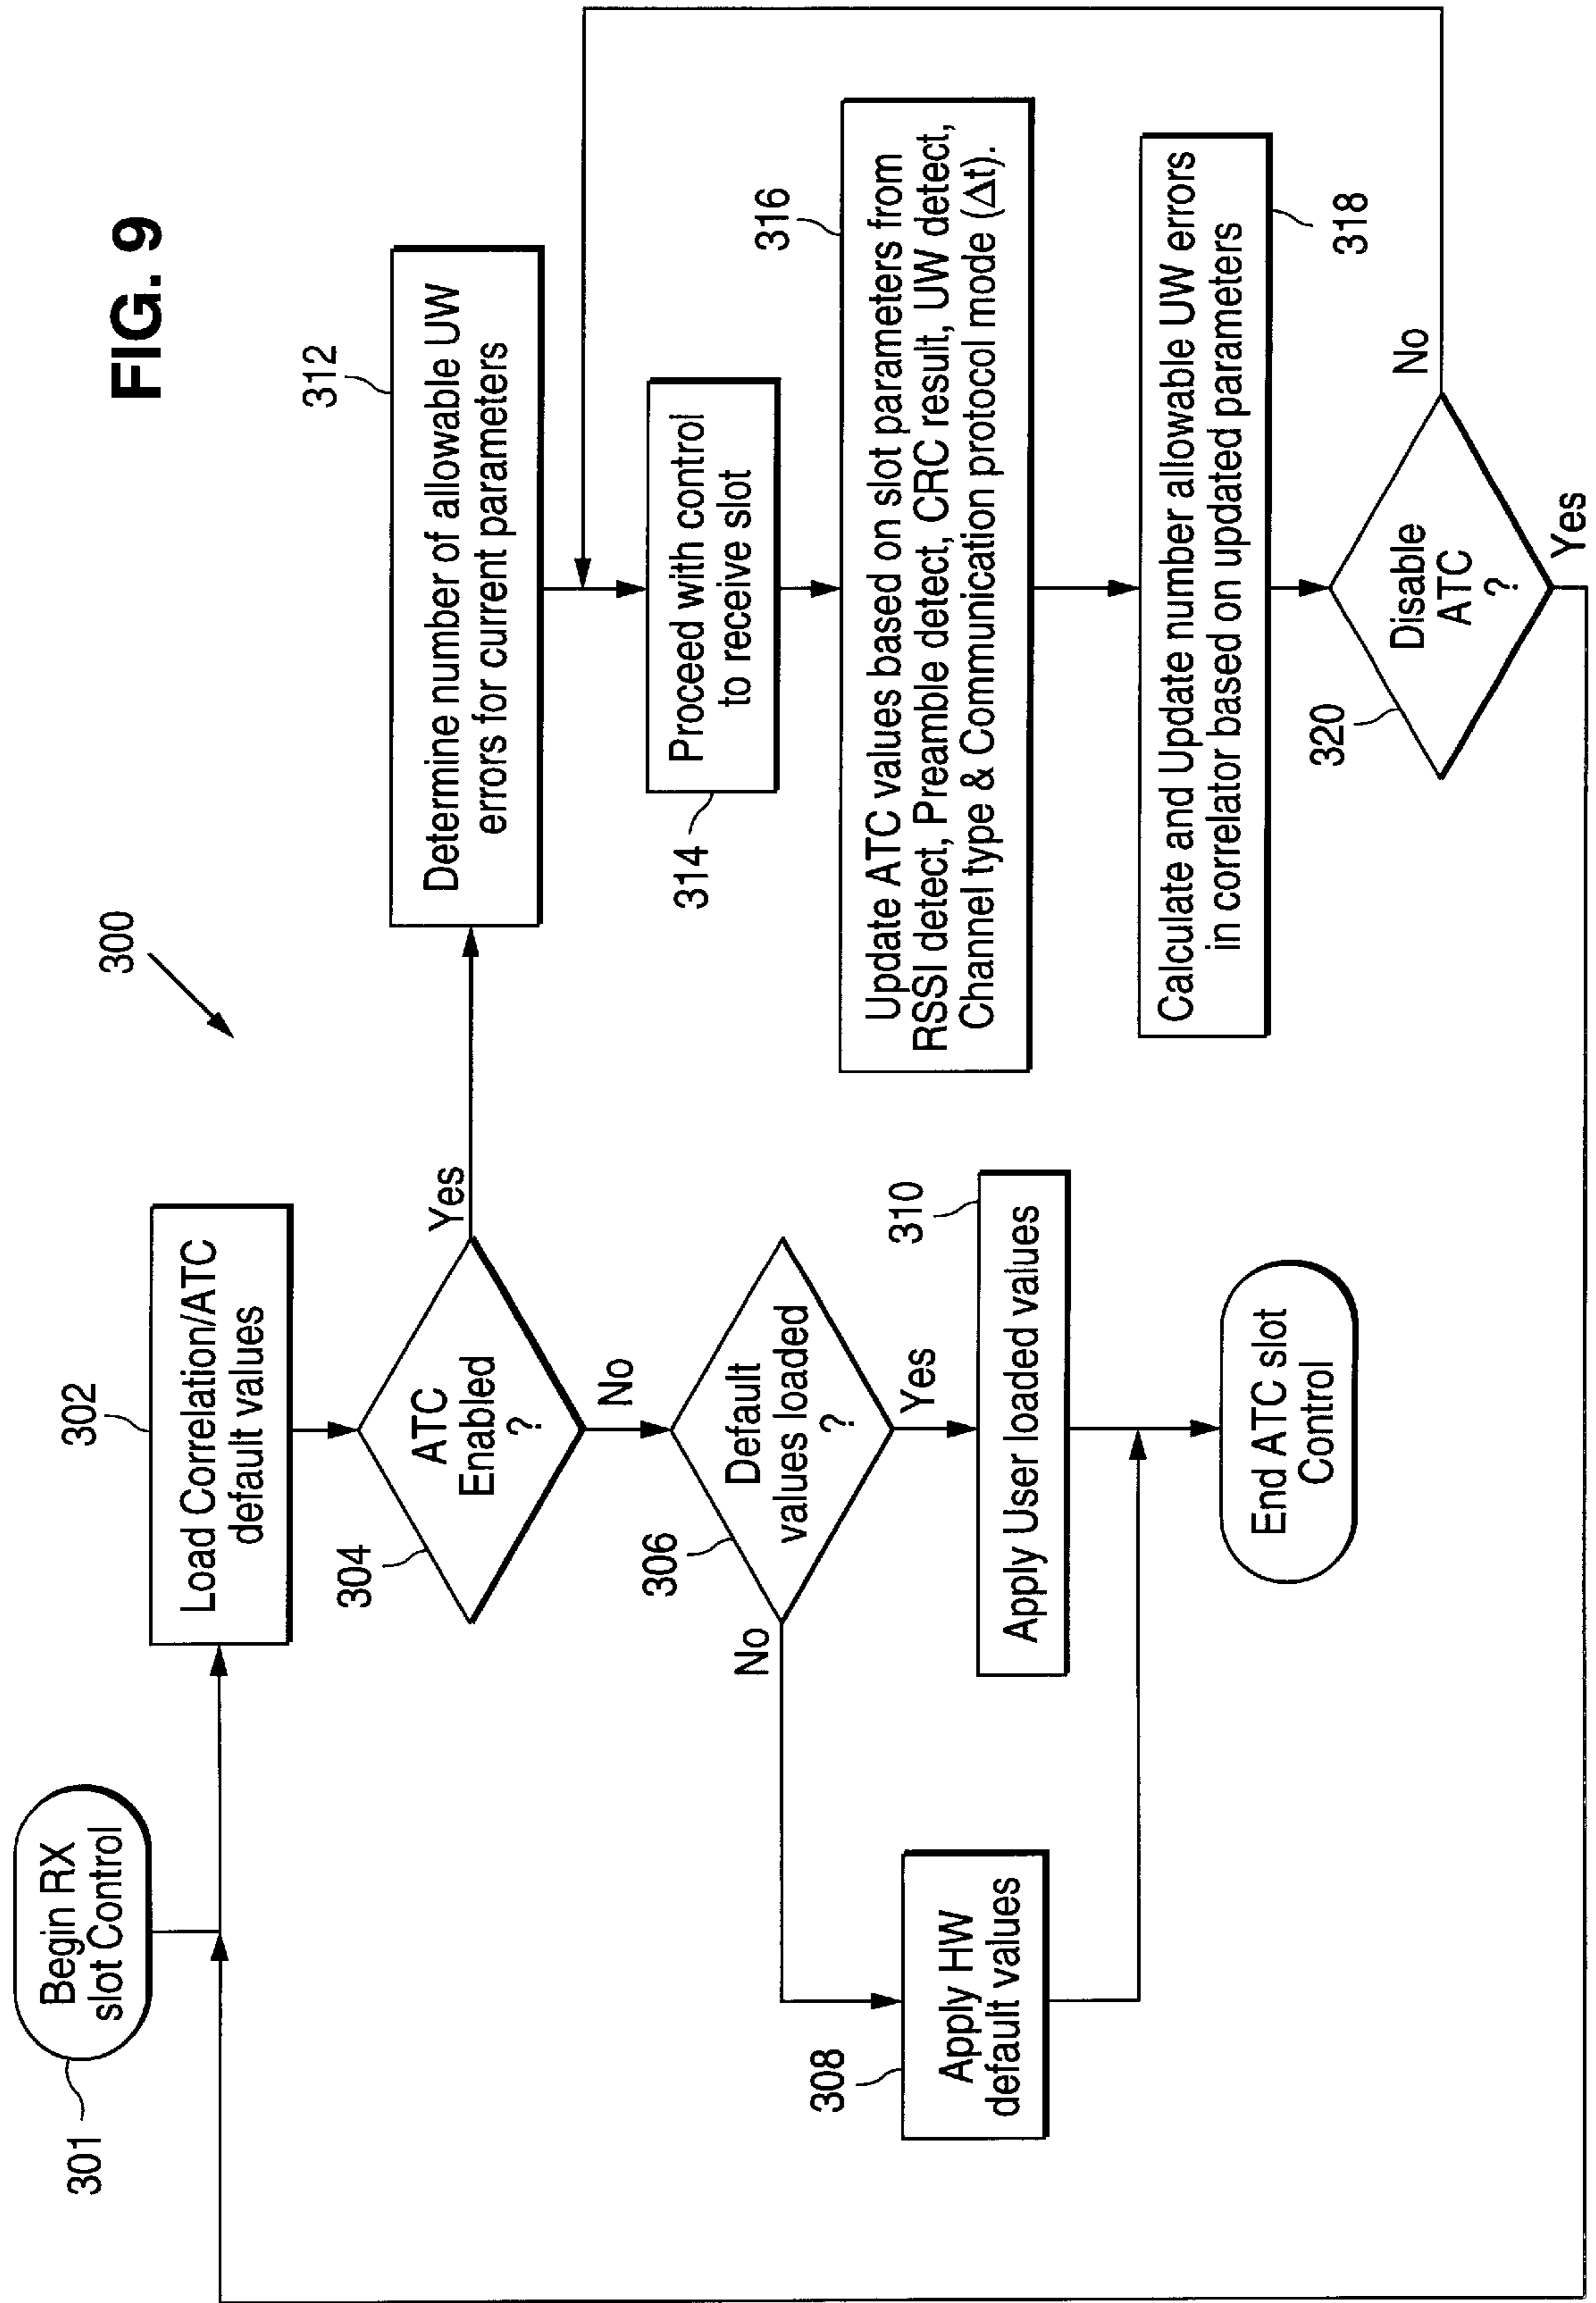 FIG. 9
300
301
Begin RX
slot Control
302
Load Correlation/ATC
default values
304
ATC
Enabled
?
Yes
No
306
Default
values loaded
?
No
Yes
308
Apply HW
default values
310
Apply User loaded values
End ATC slot
Control
312
Determine number of allowable UW
errors for current parameters
314
Proceed with control
to receive slot
316
Update ATC values based on slot parameters from
RSSI detect, Preamble detect, CRC result, UW detect,
Channel type & Communication protocol mode (Δt).
318
Calculate and Update number allowable UW errors
in correlator based on updated parameters
320
Disable
ATC
?
No
Yes